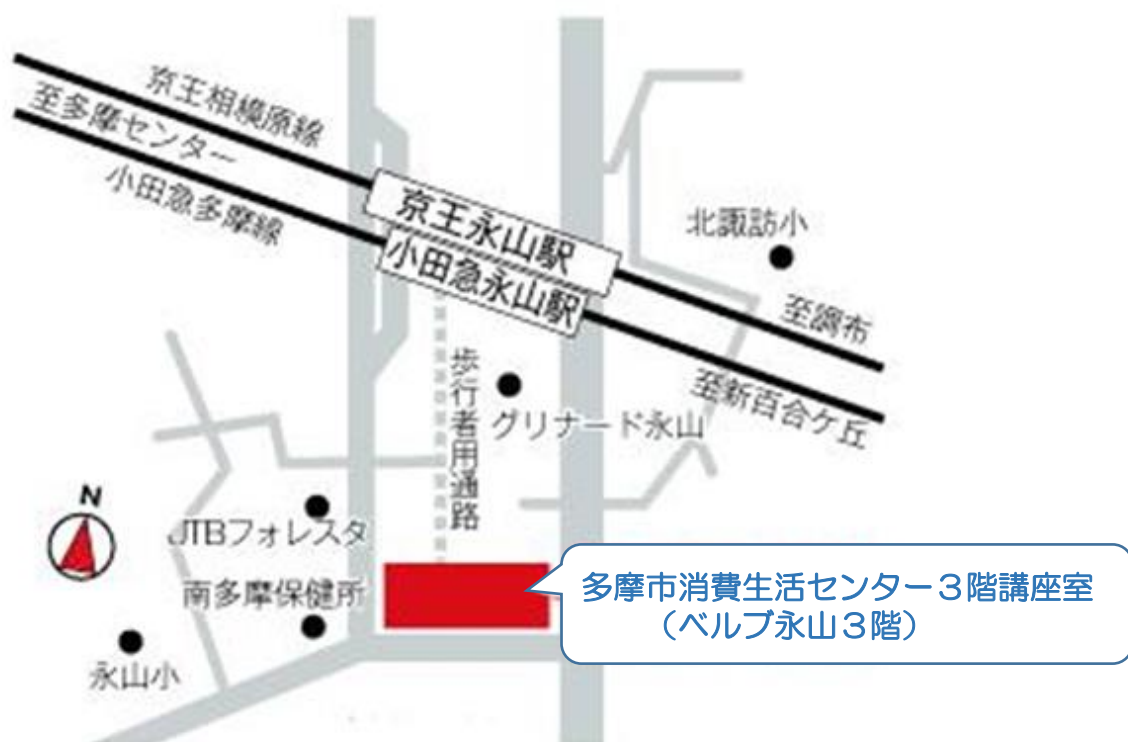 京王相模原線
至多摩センター
小田急多摩線
京王永山駅
小田急永山駅
北諏訪小
至調布
至新百合ケ丘
歩行者用通路
グリナード永山
N
JTBフォレスタ
南多摩保健所
永山小
多摩市消費生活センター３階講座室
（ベルブ永山３階）